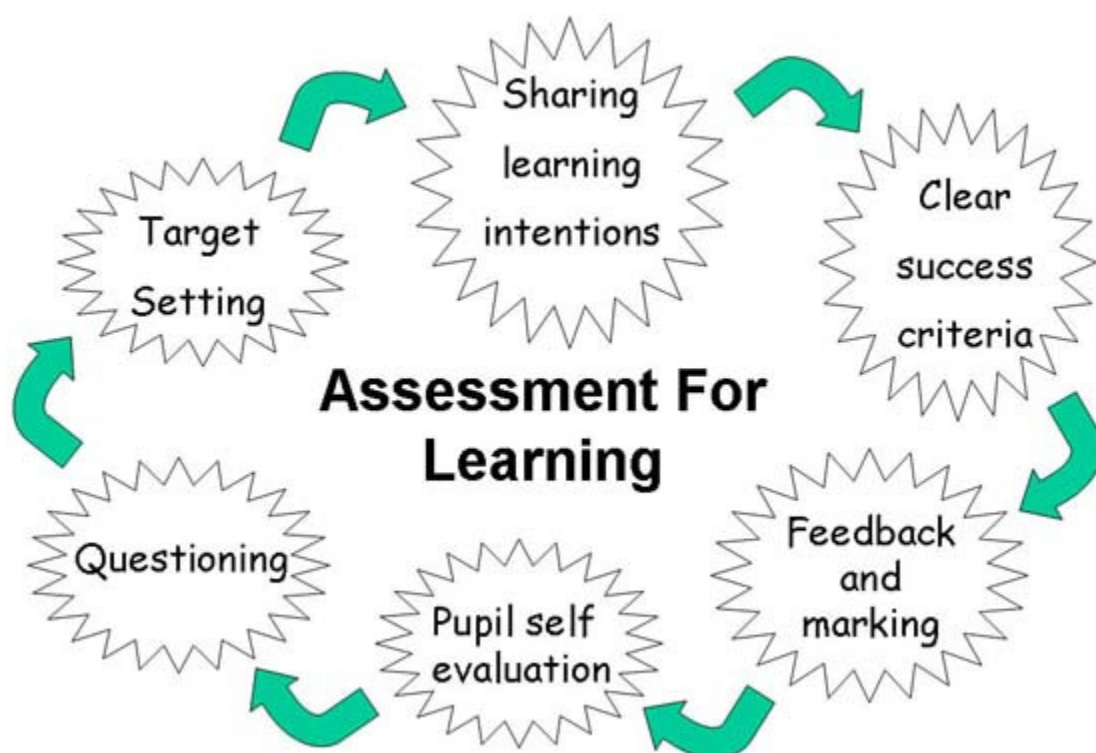 Sharing
learning
intentions
Clear
success
criteria
Target
Setting
Assessment For
Learning
Feedback
and
marking
Pupil self
evaluation
Questioning